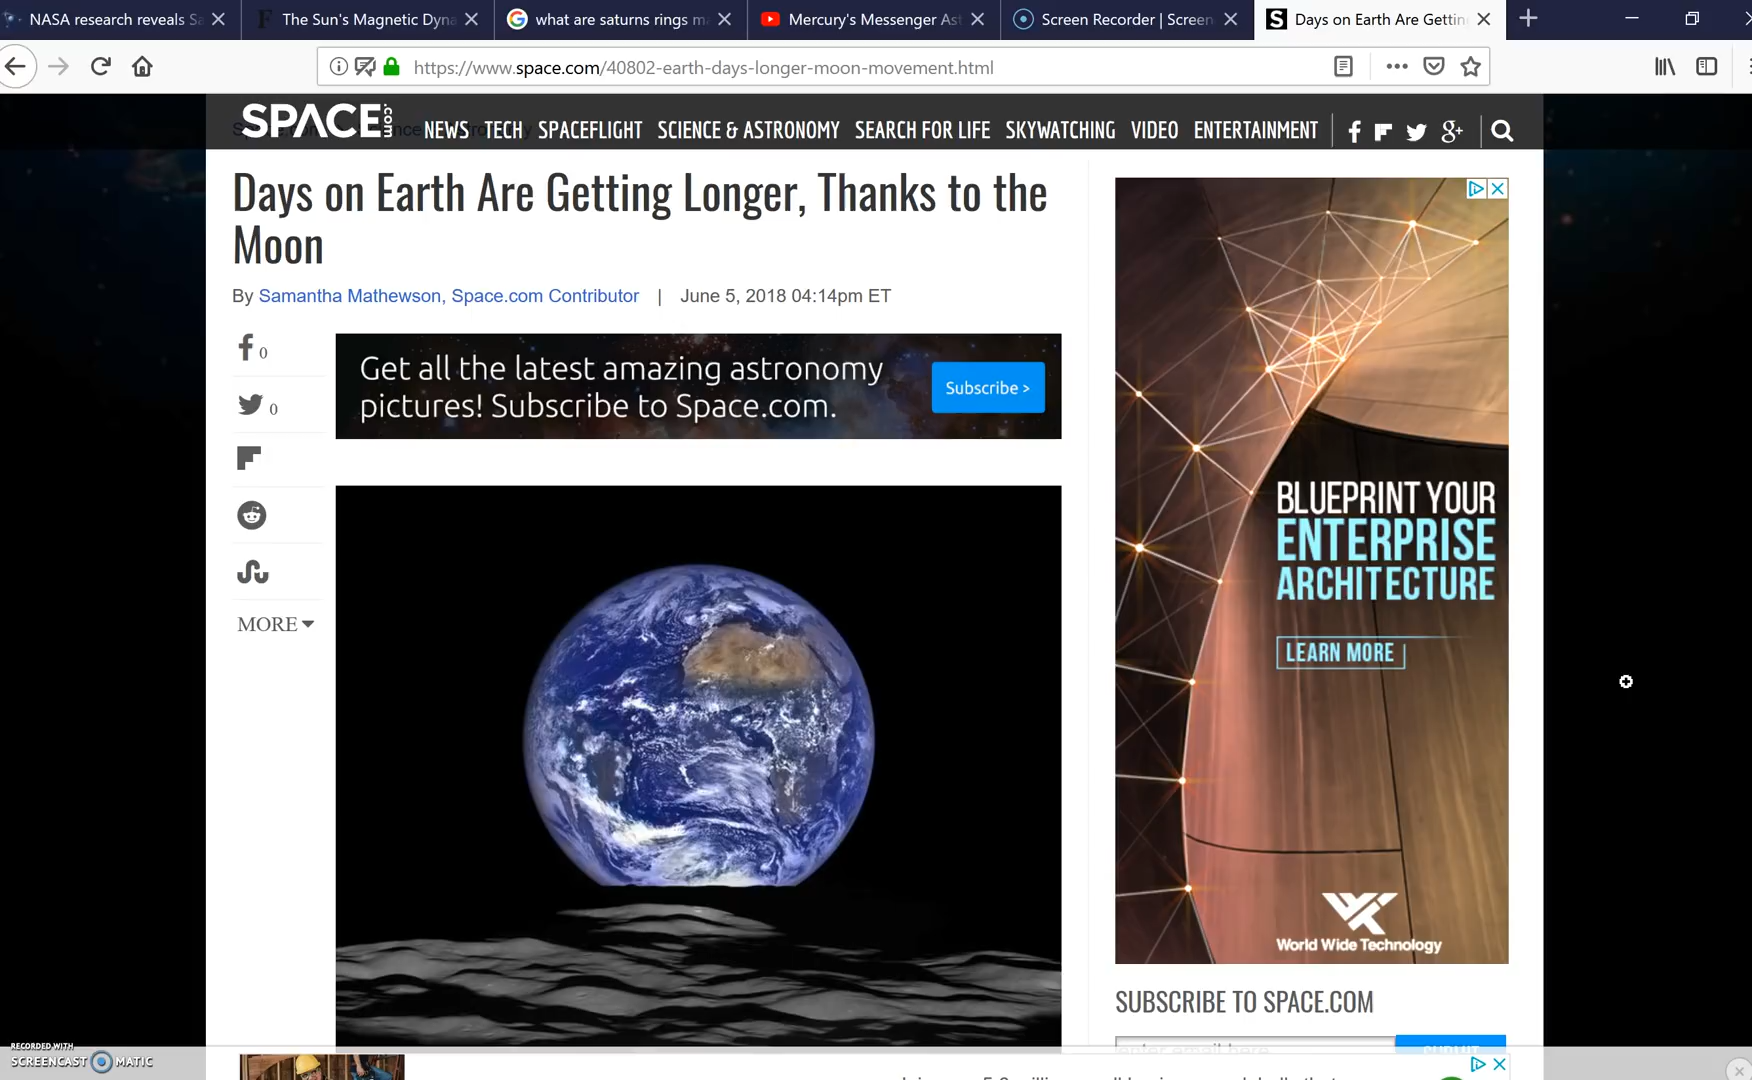 NASA research reveals Sa
The Sun's Magnetic Dyna
what are saturns rings m
Mercury's Messenger Ast
Screen Recorder | Screen
Days on Earth Are Gettin
https://www.space.com/40802-earth-days-longer-moon-movement.html
SPACE.com
NEWS TECH SPACEFLIGHT SCIENCE & ASTRONOMY SEARCH FOR LIFE SKYWATCHING VIDEO ENTERTAINMENT
Days on Earth Are Getting Longer, Thanks to the
Moon
By Samantha Mathewson, Space.com Contributor | June 5, 2018 04:14pm ET
0
0
MORE
Get all the latest amazing astronomy
pictures! Subscribe to Space.com.
Subscribe >
BLUEPRINT YOUR
ENTERPRISE
ARCHITECTURE
LEARN MORE
World Wide Technology
SUBSCRIBE TO SPACE.COM
RECORDED WITH
SCREENCAST MATIC